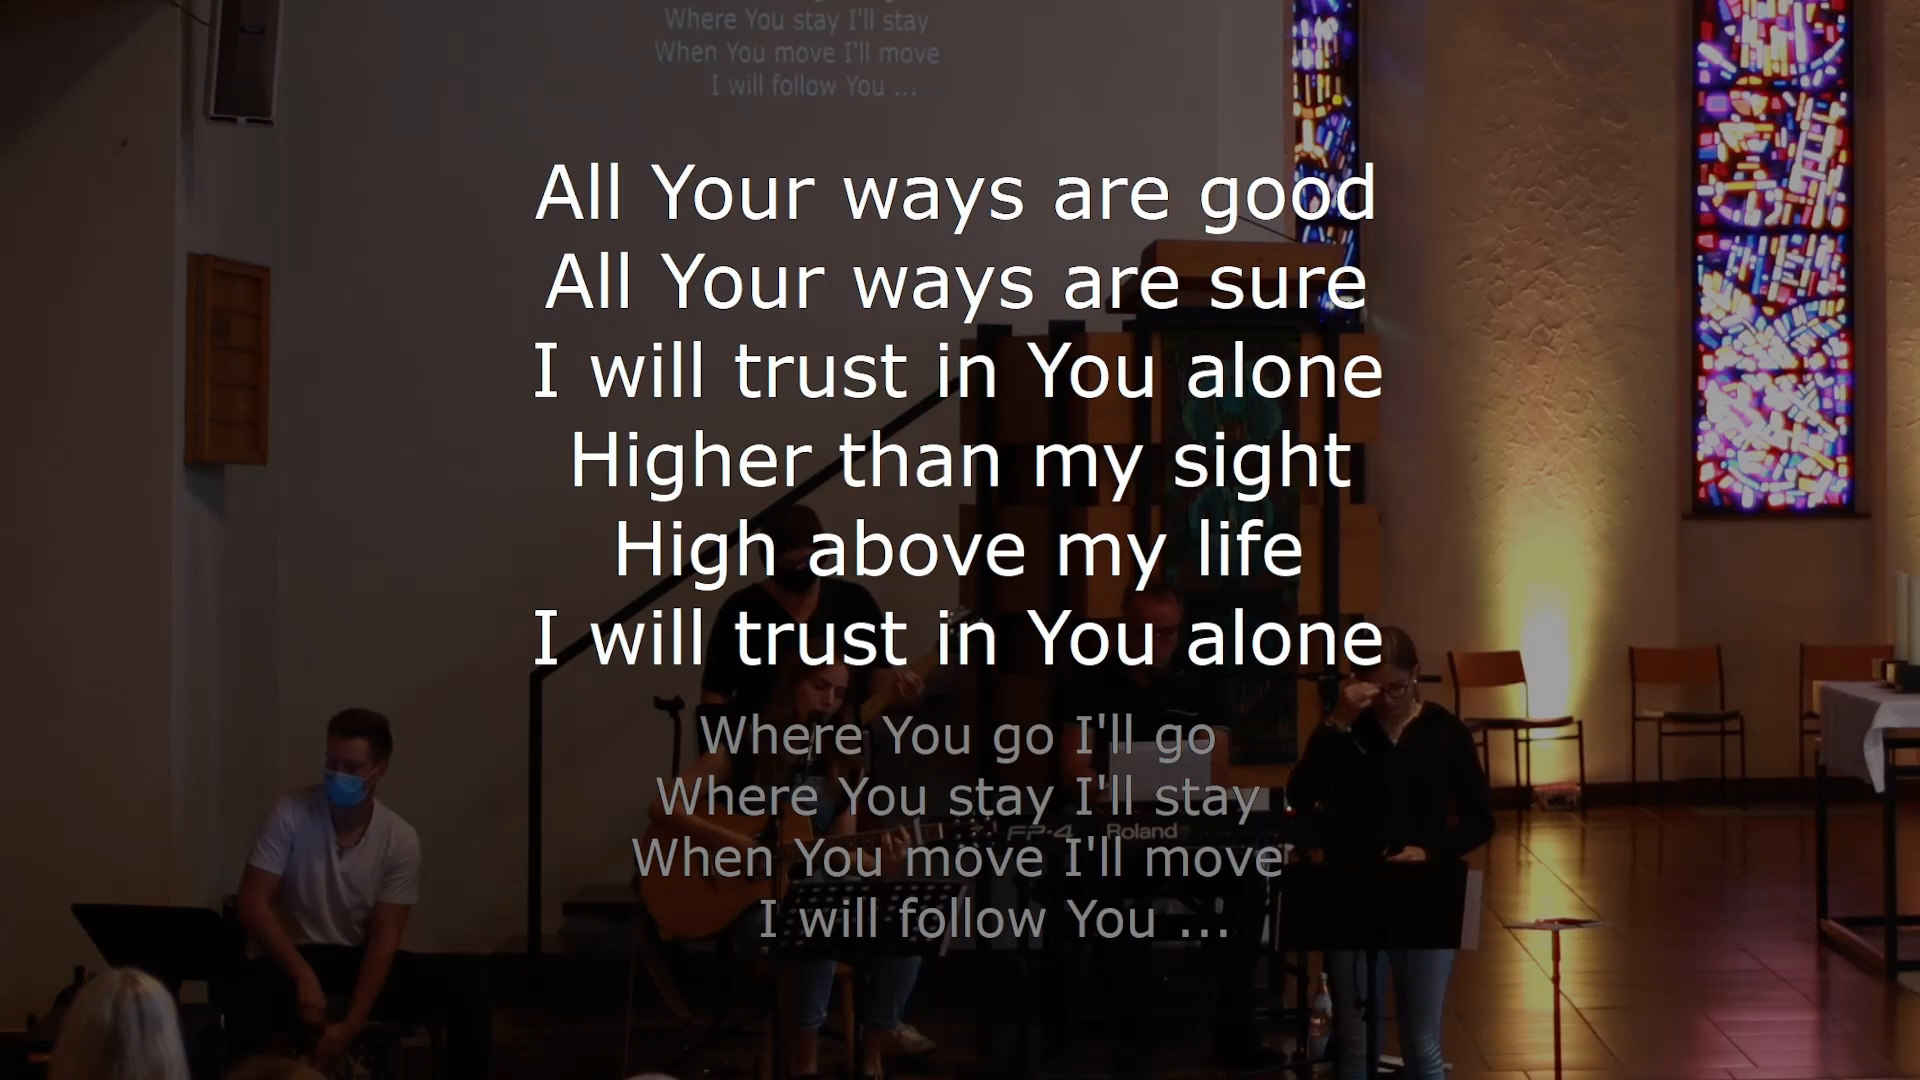 Where You stay I'll stay
When You move I'll move
I will follow You ...
All Your ways are good
All Your ways are sure
I will trust in You alone
Higher than my sight
High above my life
I will trust in You alone
Where You go I'll go
Where You stay I'll stay
FP-4 Roland
When You move I'll move
I will follow You ...